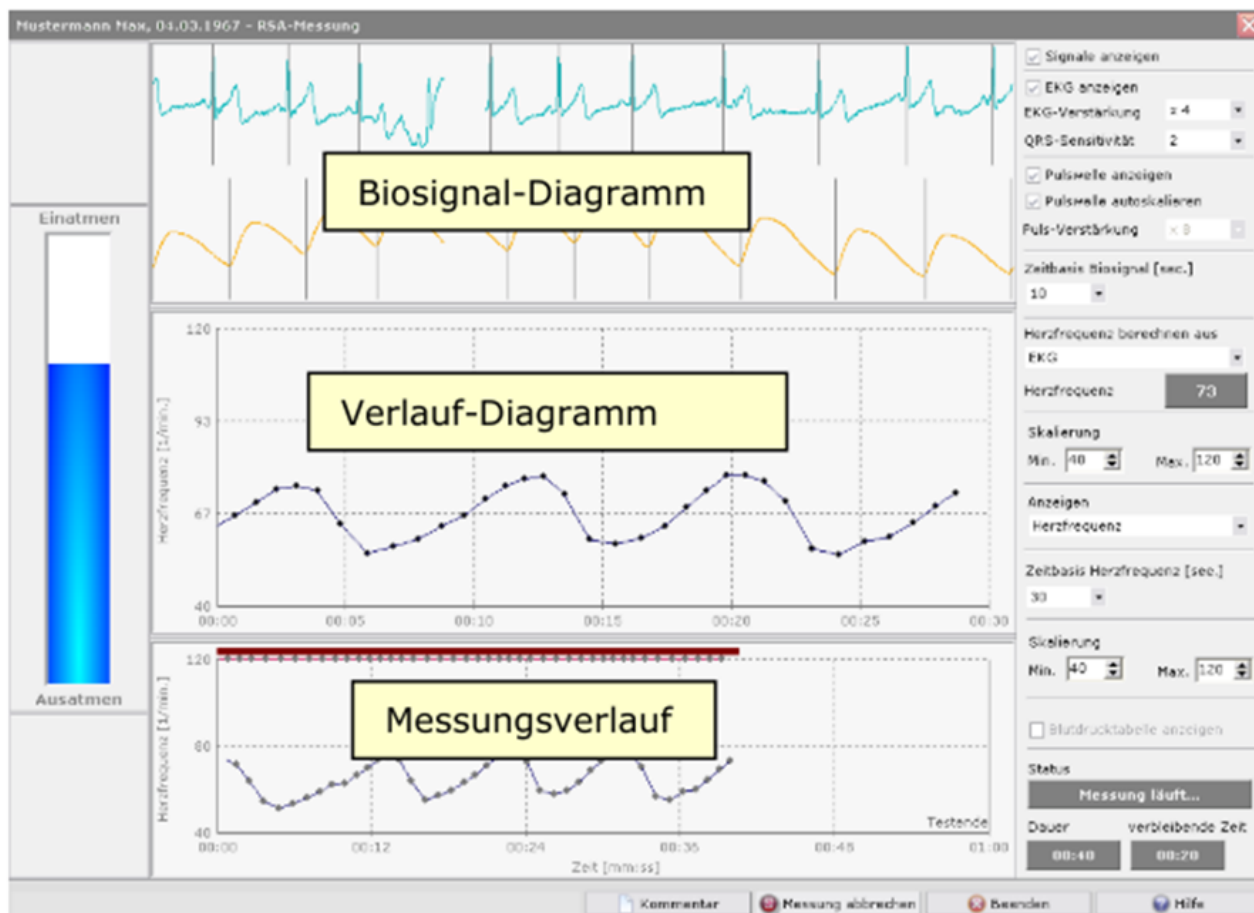 Mustermann Max, 04.03.1967 - RSA-Messung
Einatmen
Ausatmen
Biosignal-Diagramm
Verlauf-Diagramm
Herzfrequenz [1/min.]
120
93
67
40
00:00
00:05
00:10
00:15
00:20
00:25
00:30
Messungsverlauf
Herzfrequenz [1/min.]
120
80
40
Testende
00:00
00:12
00:24
00:36
00:48
01:00
Zeit [mm:ss]
Signale anzeigen
EKG anzeigen
EKG-Verstärkung x 4
QRS-Sensitivität 2
Pulswelle anzeigen
Pulswelle autoskalieren
Puls-Verstärkung x 8
Zeitbasis Biosignal [sec.]
10
Herzfrequenz berechnen aus
EKG
Herzfrequenz 73
Skalierung
Min. 40 Max. 120
Anzeigen
Herzfrequenz
Zeitbasis Herzfrequenz [sec.]
30
Skalierung
Min. 40 Max. 120
Blutdrucktabelle anzeigen
Status
Messung läuft...
Dauer verbleibende Zeit
00:40 00:20
Kommentar Messung abbrechen Beenden Hilfe